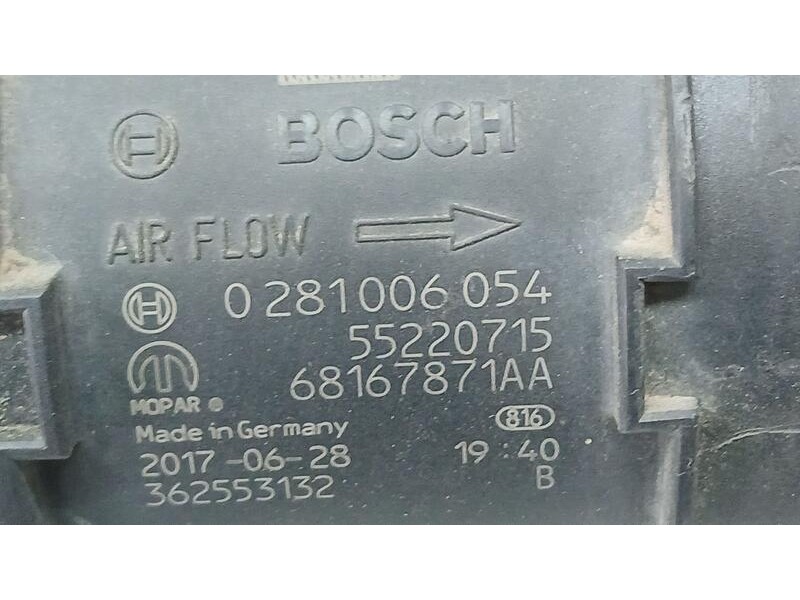 BOSCH
AIR FLOW
0 281 006 054
55220715
68167871AA
MOPAR ®
Made in Germany
816
2017-06-28 19:40
362553132 B